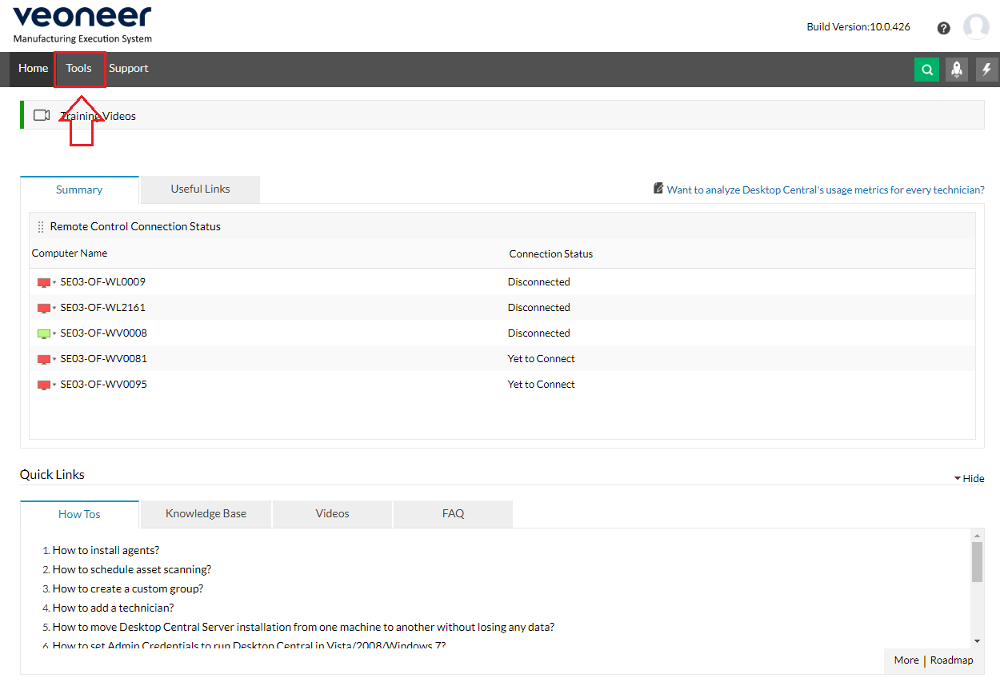 veoneer
Manufacturing Execution System
Build Version:10.0.426
?
Home Tools Support
Training Videos
Summary Useful Links
Want to analyze Desktop Central's usage metrics for every technician?
Remote Control Connection Status
Computer Name Connection Status
SE03-OF-WL0009 Disconnected
SE03-OF-WL2161 Disconnected
SE03-OF-WV0008 Disconnected
SE03-OF-WV0081 Yet to Connect
SE03-OF-WV0095 Yet to Connect
Quick Links
Hide
How Tos Knowledge Base Videos FAQ
1. How to install agents?
2. How to schedule asset scanning?
3. How to create a custom group?
4. How to add a technician?
5. How to move Desktop Central Server installation from one machine to another without losing any data?
6. How to set Admin Credentials to run Desktop Central in Vista/2008/Windows 7?
More | Roadmap